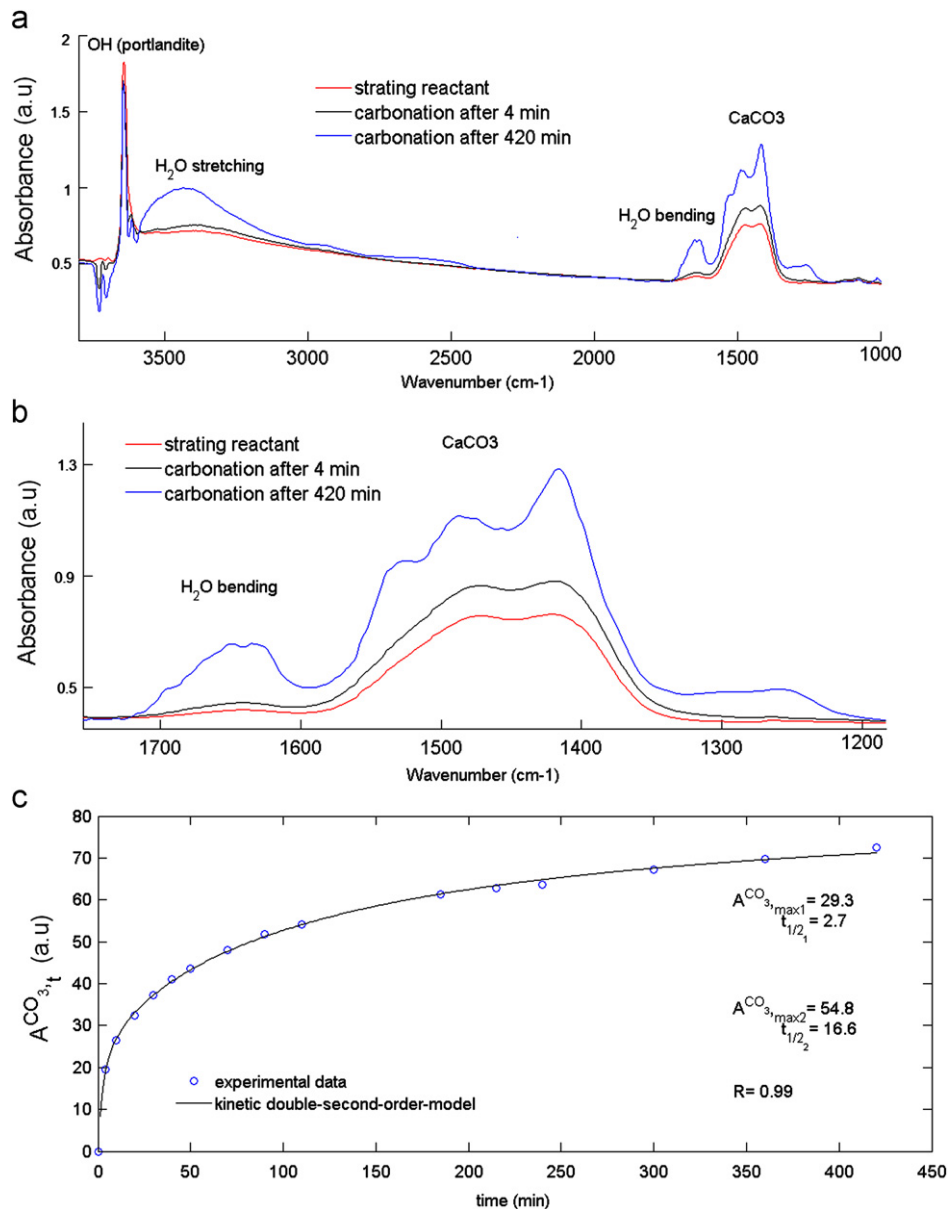 a
2
1.5
1
0.5
Absorbance (a.u)
OH (portlandite)
H2O stretching
strating reactant
carbonation after 4 min
carbonation after 420 min
CaCO3
H2O bending
3500 3000 2500 2000 1500 1000
Wavenumber (cm-1)
b
1.3
0.9
0.5
Absorbance (a.u)
strating reactant
carbonation after 4 min
carbonation after 420 min
CaCO3
H2O bending
1700 1600 1500 1400 1300 1200
Wavenumber (cm-1)
c
80
70
60
50
40
30
20
10
0
A^CO3,t (a.u)
A^CO3,max1 = 29.3
t1/2_1 = 2.7
A^CO3,max2 = 54.8
t1/2_2 = 16.6
R= 0.99
experimental data
kinetic double-second-order-model
0 50 100 150 200 250 300 350 400 450
time (min)